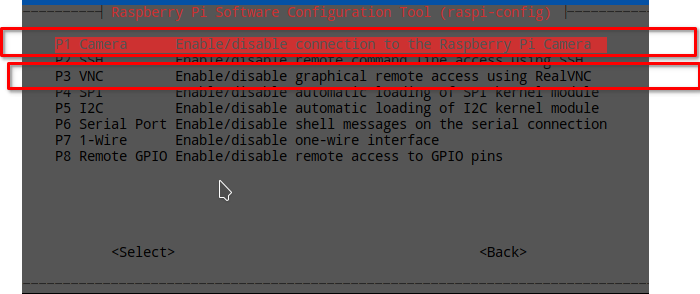 Raspberry Pi Software Configuration Tool (raspi-config)
P1 Camera Enable/disable connection to the Raspberry Pi Camera
P2 SSH Enable/disable remote command line access using SSH
P3 VNC Enable/disable graphical remote access using RealVNC
P4 SPI Enable/disable automatic loading of SPI kernel module
P5 I2C Enable/disable automatic loading of I2C kernel module
P6 Serial Port Enable/disable shell messages on the serial connection
P7 1-Wire Enable/disable one-wire interface
P8 Remote GPIO Enable/disable remote access to GPIO pins
<Select> <Back>